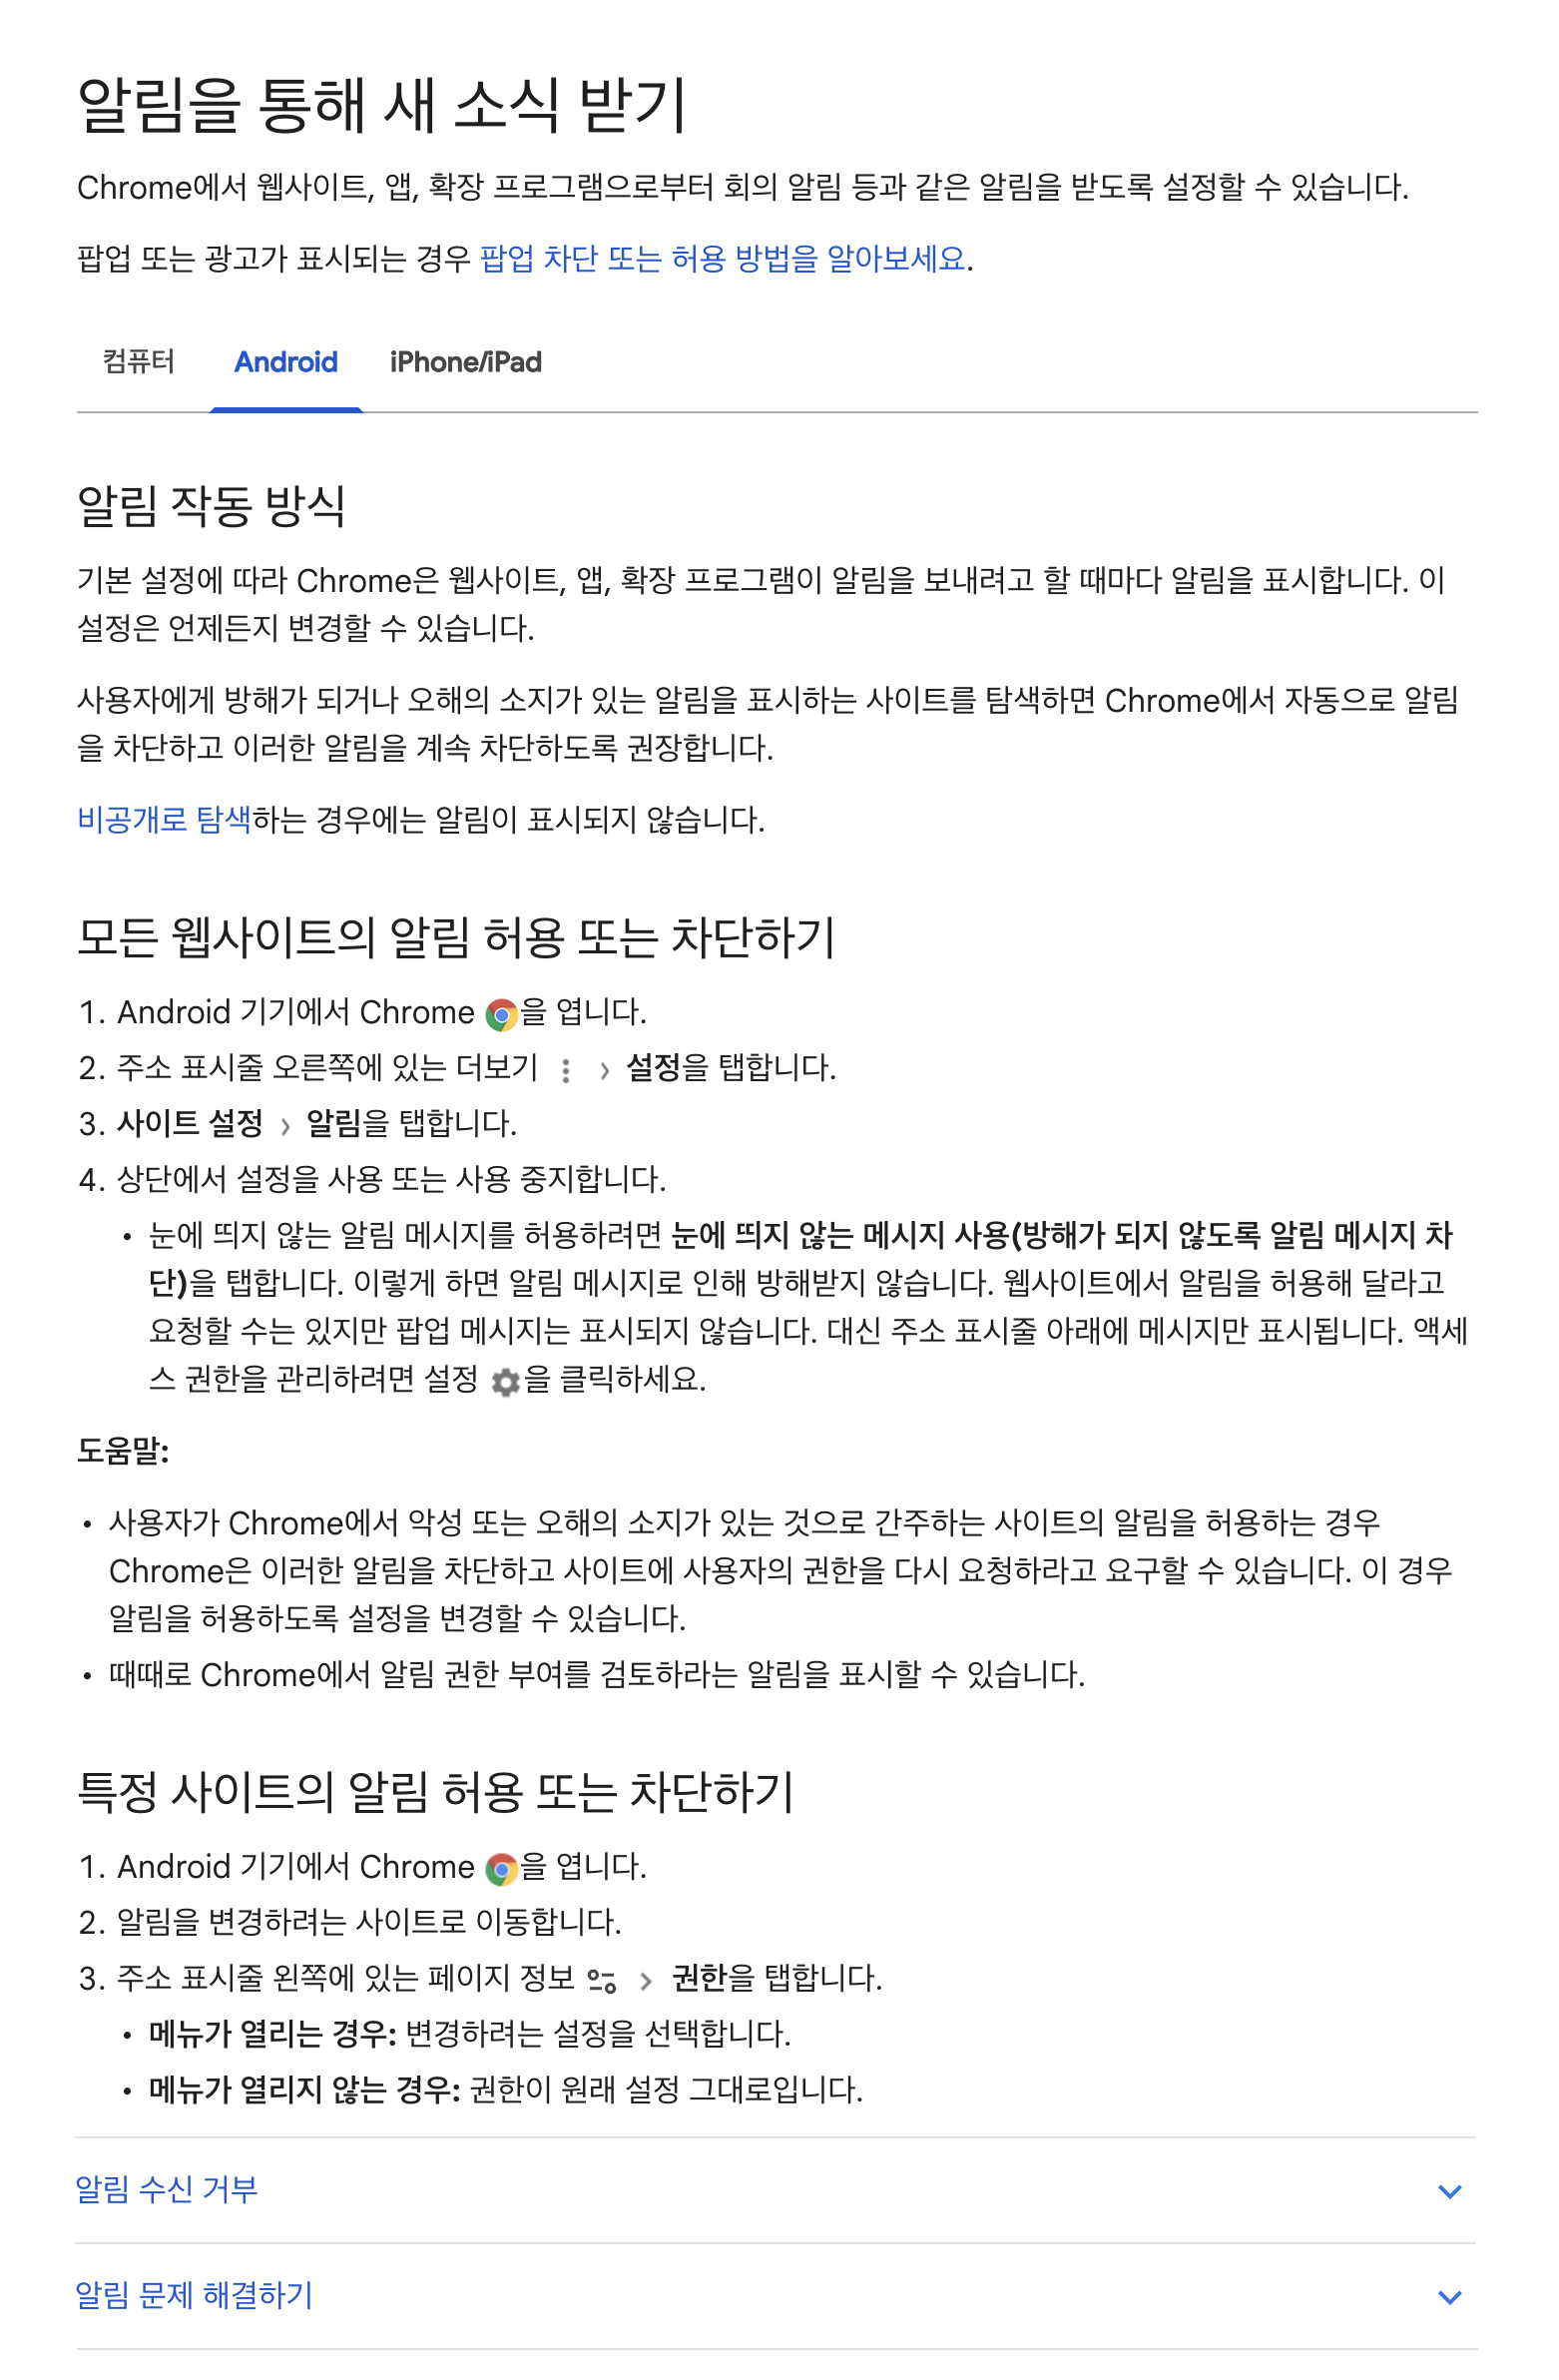 알림을 통해 새 소식 받기
Chrome에서 웹사이트, 앱, 확장 프로그램으로부터 회의 알림 등과 같은 알림을 받도록 설정할 수 있습니다.
팝업 또는 광고가 표시되는 경우 팝업 차단 또는 허용 방법을 알아보세요.
컴퓨터 Android iPhone/iPad
알림 작동 방식
기본 설정에 따라 Chrome은 웹사이트, 앱, 확장 프로그램이 알림을 보내려고 할 때마다 알림을 표시합니다. 이
설정은 언제든지 변경할 수 있습니다.
사용자에게 방해가 되거나 오해의 소지가 있는 알림을 표시하는 사이트를 탐색하면 Chrome에서 자동으로 알림
을 차단하고 이러한 알림을 계속 차단하도록 권장합니다.
비공개로 탐색하는 경우에는 알림이 표시되지 않습니다.
모든 웹사이트의 알림 허용 또는 차단하기
1. Android 기기에서 Chrome 을 엽니다.
2. 주소 표시줄 오른쪽에 있는 더보기 > 설정을 탭합니다.
3. 사이트 설정 > 알림을 탭합니다.
4. 상단에서 설정을 사용 또는 사용 중지합니다.
• 눈에 띄지 않는 알림 메시지를 허용하려면 눈에 띄지 않는 메시지 사용(방해가 되지 않도록 알림 메시지 차
단)을 탭합니다. 이렇게 하면 알림 메시지로 인해 방해받지 않습니다. 웹사이트에서 알림을 허용해 달라고
요청할 수는 있지만 팝업 메시지는 표시되지 않습니다. 대신 주소 표시줄 아래에 메시지만 표시됩니다. 액세
스 권한을 관리하려면 설정 을 클릭하세요.
도움말:
• 사용자가 Chrome에서 악성 또는 오해의 소지가 있는 것으로 간주하는 사이트의 알림을 허용하는 경우
Chrome은 이러한 알림을 차단하고 사이트에 사용자의 권한을 다시 요청하라고 요구할 수 있습니다. 이 경우
알림을 허용하도록 설정을 변경할 수 있습니다.
• 때때로 Chrome에서 알림 권한 부여를 검토하라는 알림을 표시할 수 있습니다.
특정 사이트의 알림 허용 또는 차단하기
1. Android 기기에서 Chrome 을 엽니다.
2. 알림을 변경하려는 사이트로 이동합니다.
3. 주소 표시줄 왼쪽에 있는 페이지 정보 > 권한을 탭합니다.
• 메뉴가 열리는 경우: 변경하려는 설정을 선택합니다.
• 메뉴가 열리지 않는 경우: 권한이 원래 설정 그대로입니다.
알림 수신 거부
알림 문제 해결하기